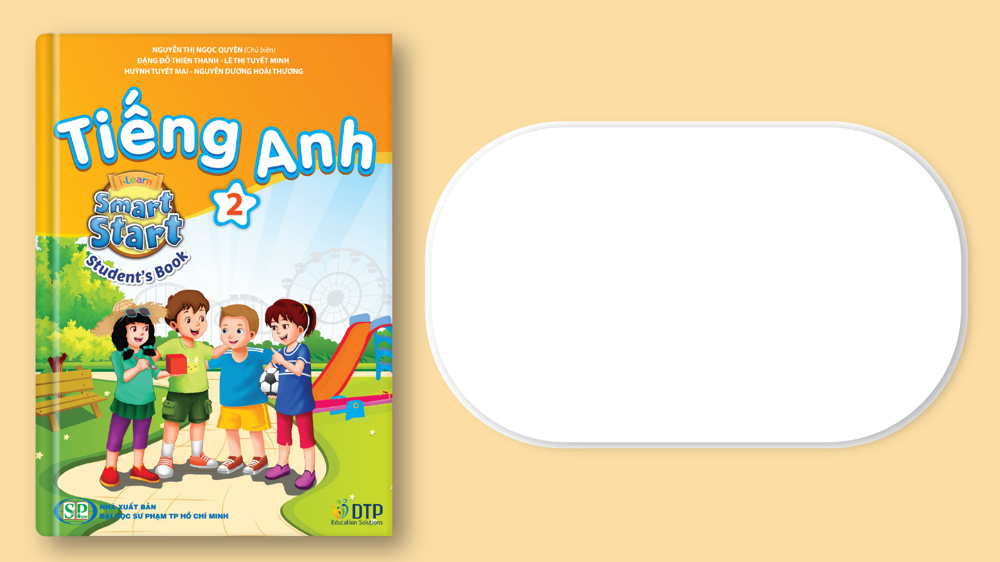 NGUYỄN THỊ NGỌC QUYÊN (Chủ biên)
ĐẶNG ĐỖ THIÊN THANH - LÊ THỊ TUYẾT MINH
HUỲNH TUYẾT MAI - NGUYỄN DƯƠNG HOÀI THƯƠNG
Tiếng Anh
2
i-Learn
Smart
Start
Student's Book
SP
NHÀ XUẤT BẢN
ĐẠI HỌC SƯ PHẠM TP HỒ CHÍ MINH
DTP
Education Solutions